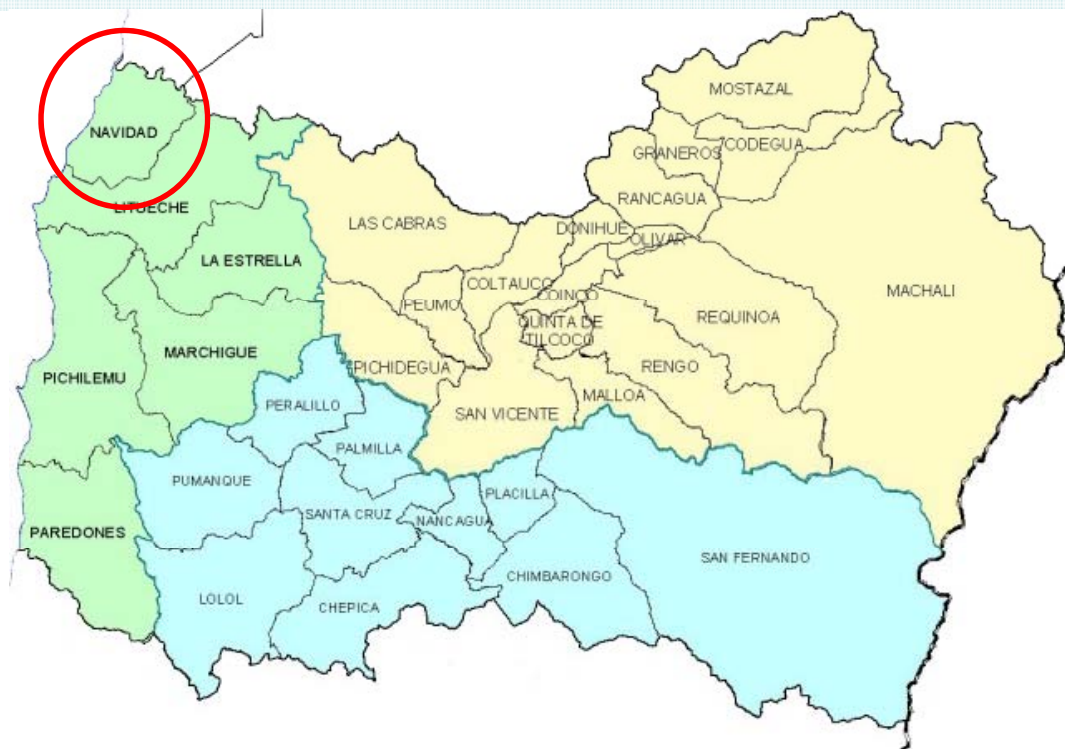 MOSTAZAL
NAVIDAD
GRANEROS
CODEGUA
RANCAGUA
LITUECHE
LAS CABRAS
DONIHUE
OLIVAR
LA ESTRELLA
COLTAUCO
MACHALI
PEUMO
COINCO
QUINTA DE
TILCOCO
REQUINOA
MARCHIGUE
PICHIDEGUA
RENGO
PICHILEMU
MALLOA
PERALILLO
SAN VICENTE
PALMILLA
PUMANQUE
PLACILLA
SANTA CRUZ
NANCAGUA
PAREDONES
SAN FERNANDO
CHIMBARONGO
LOLOL
CHEPICA